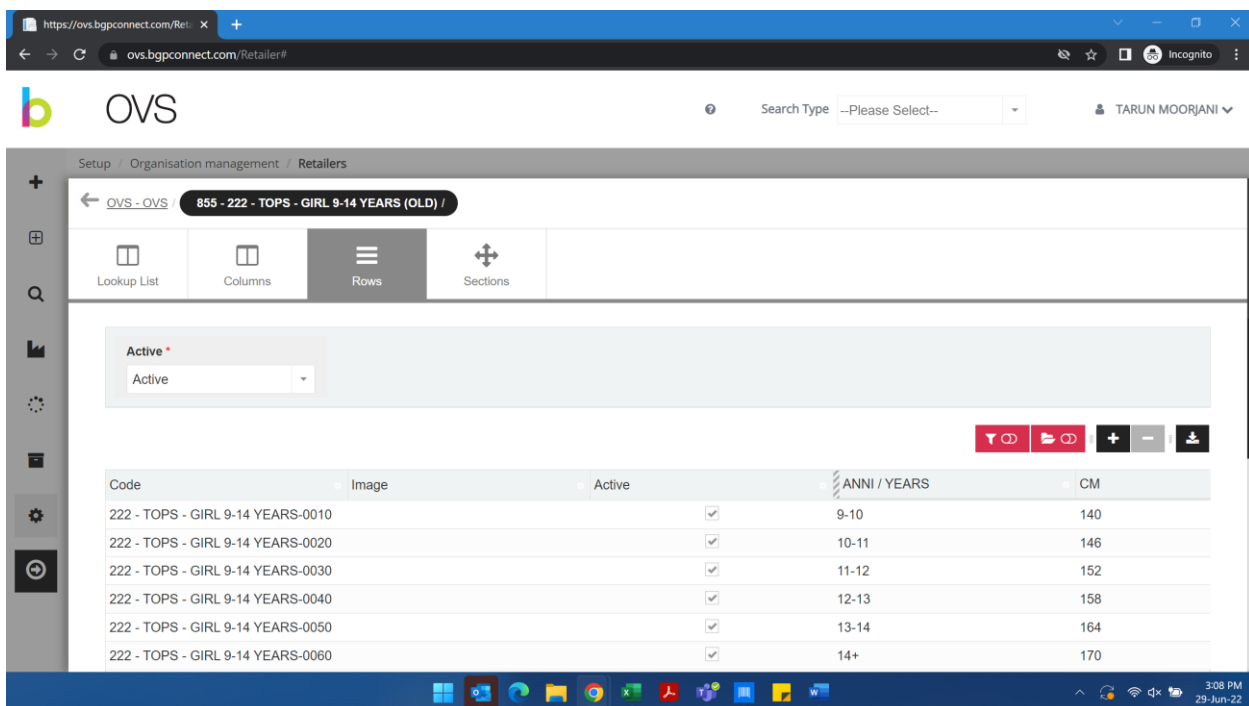 https://ovs.bgpconnect.com/Reta
ovs.bgpconnect.com/Retailer#
Incognito
b
OVS
Search Type
--Please Select--
TARUN MOORJANI
Setup / Organisation management / Retailers
OVS - OVS /
855 - 222 - TOPS - GIRL 9-14 YEARS (OLD) /
Lookup List
Columns
Rows
Sections
Active *
Active
Code Image Active ANNI / YEARS CM
222 - TOPS - GIRL 9-14 YEARS-0010 9-10 140
222 - TOPS - GIRL 9-14 YEARS-0020 10-11 146
222 - TOPS - GIRL 9-14 YEARS-0030 11-12 152
222 - TOPS - GIRL 9-14 YEARS-0040 12-13 158
222 - TOPS - GIRL 9-14 YEARS-0050 13-14 164
222 - TOPS - GIRL 9-14 YEARS-0060 14+ 170
3:08 PM
29-Jun-22